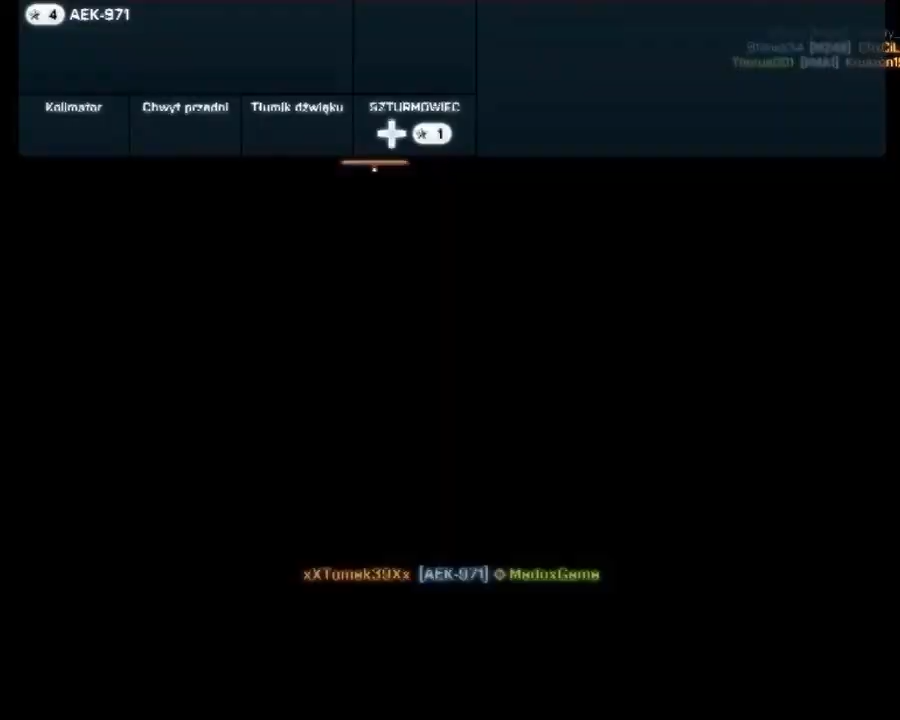 4 AEK-971
Kolimator Chwyt przedni Tłumik dźwięku SZTURMOWIEC
1
xXTomek39Xx [AEK-971] MadoxGame